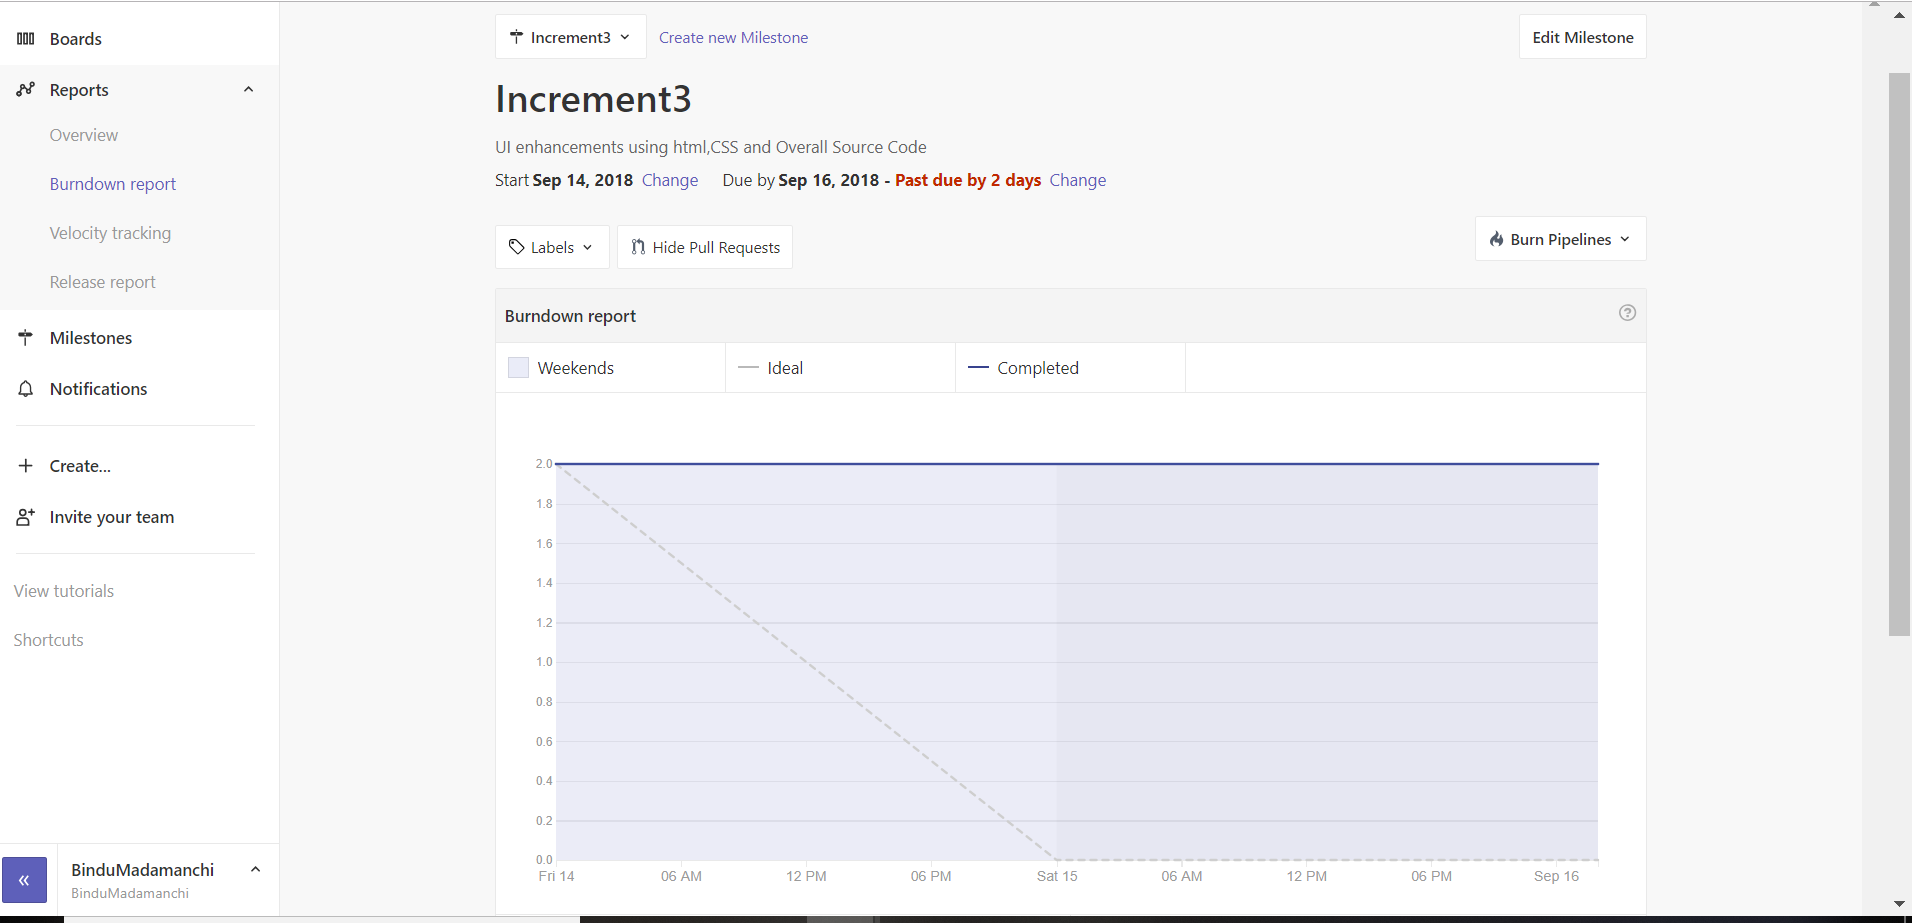 Boards
Reports
Overview
Burndown report
Velocity tracking
Release report
Milestones
Notifications
Create...
Invite your team
View tutorials
Shortcuts
«
BinduMadamanchi
BinduMadamanchi
Increment3 Create new Milestone Edit Milestone
Increment3
UI enhancements using html,CSS and Overall Source Code
Start Sep 14, 2018 Change Due by Sep 16, 2018 - Past due by 2 days Change
Labels Hide Pull Requests Burn Pipelines
Burndown report ?
Weekends Ideal Completed
2.0
1.8
1.6
1.4
1.2
1.0
0.8
0.6
0.4
0.2
0.0
Fri 14 06 AM 12 PM 06 PM Sat 15 06 AM 12 PM 06 PM Sep 16